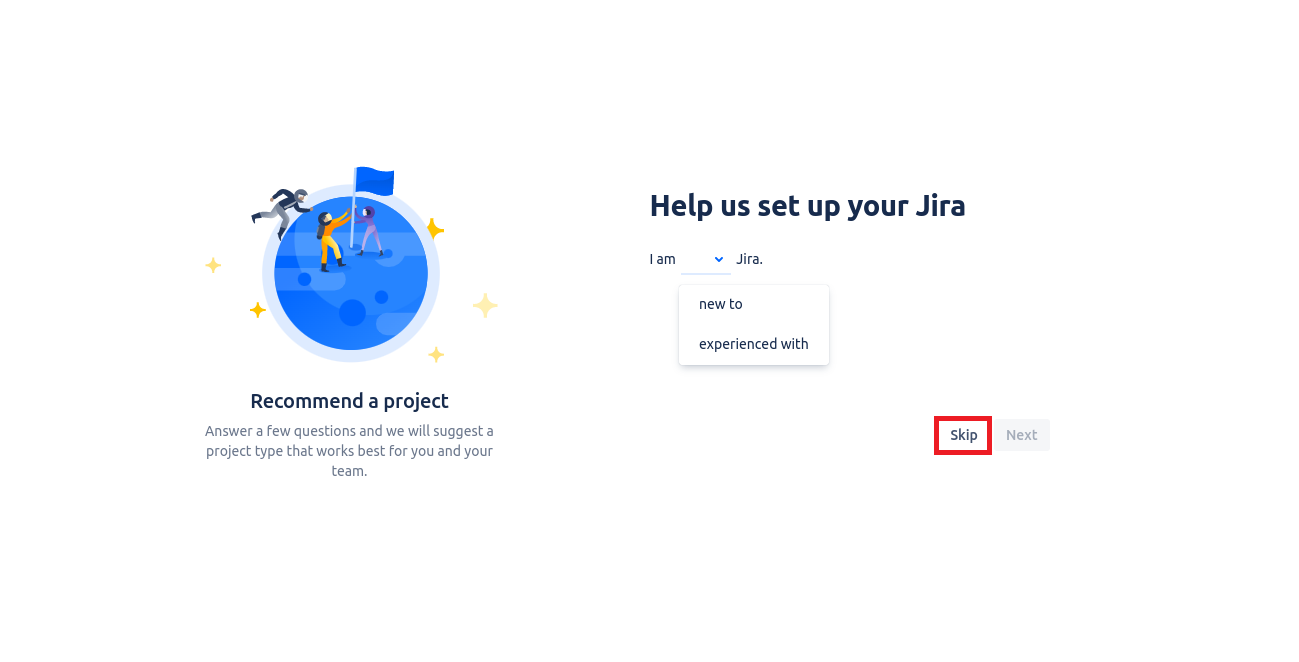 Help us set up your Jira
I am Jira.
new to
experienced with
Recommend a project
Answer a few questions and we will suggest a
project type that works best for you and your
team.
Skip Next